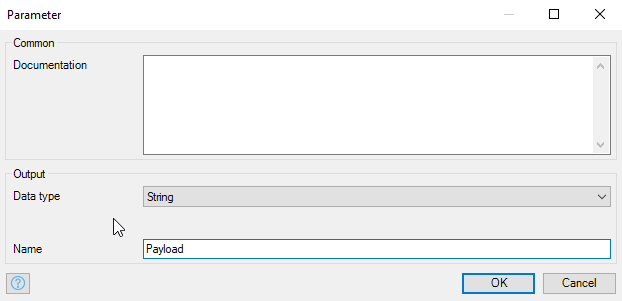 Parameter
Common
Documentation
Output
Data type String
Name Payload
? OK Cancel